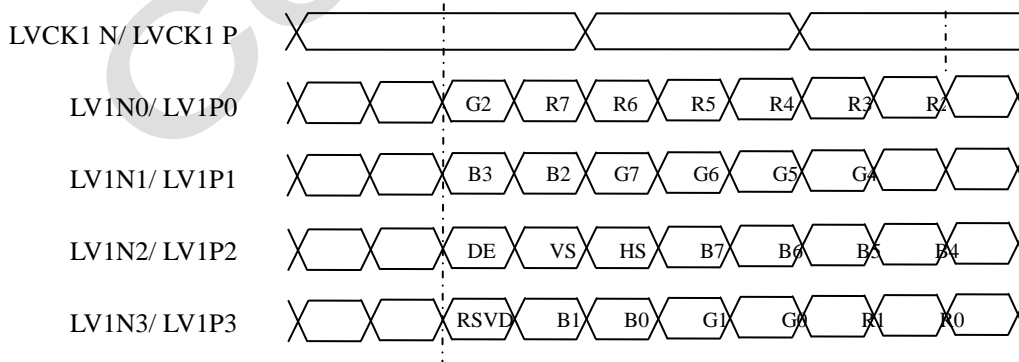 LVCK1 N/ LVCK1 P
LV1N0/ LV1P0 G2 R7 R6 R5 R4 R3 R2
LV1N1/ LV1P1 B3 B2 G7 G6 G5 G4
LV1N2/ LV1P2 DE VS HS B7 B6 B5 B4
LV1N3/ LV1P3 RSVD B1 B0 G1 G0 R1 R0